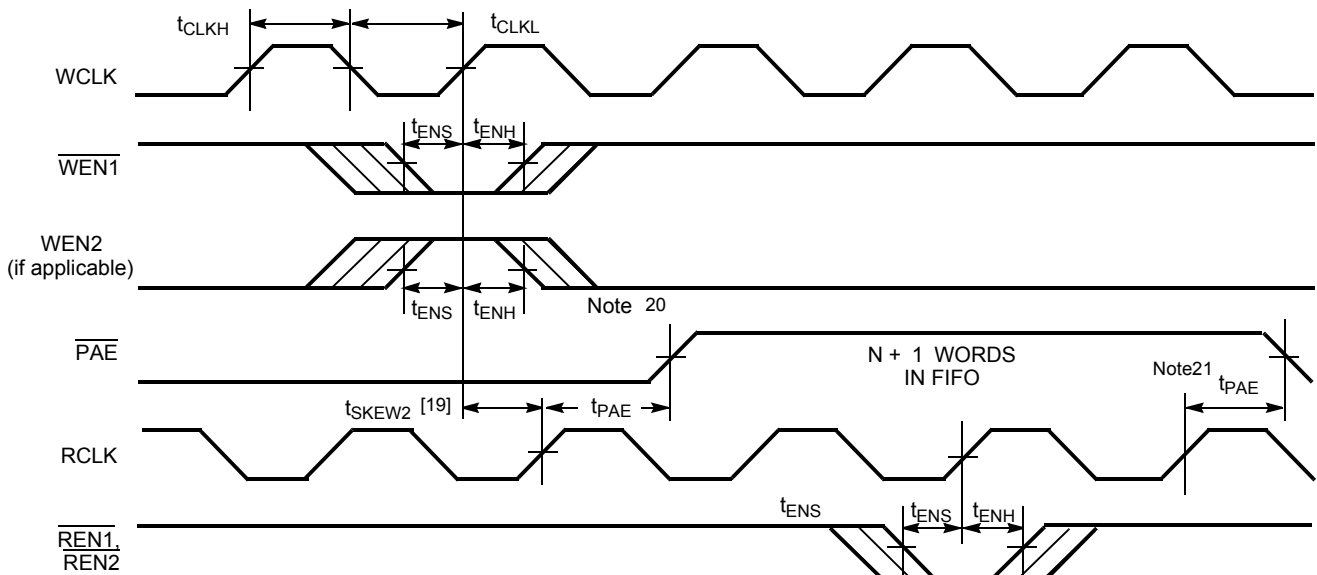 tCLKH
tCLKL
WCLK
tENS
tENH
WEN1
WEN2
(if applicable)
tENS
tENH
Note 20
PAE
N + 1 WORDS
IN FIFO
Note21
tPAE
tSKEW2 [19]
tPAE
RCLK
tENS
tENS
tENH
REN1,
REN2